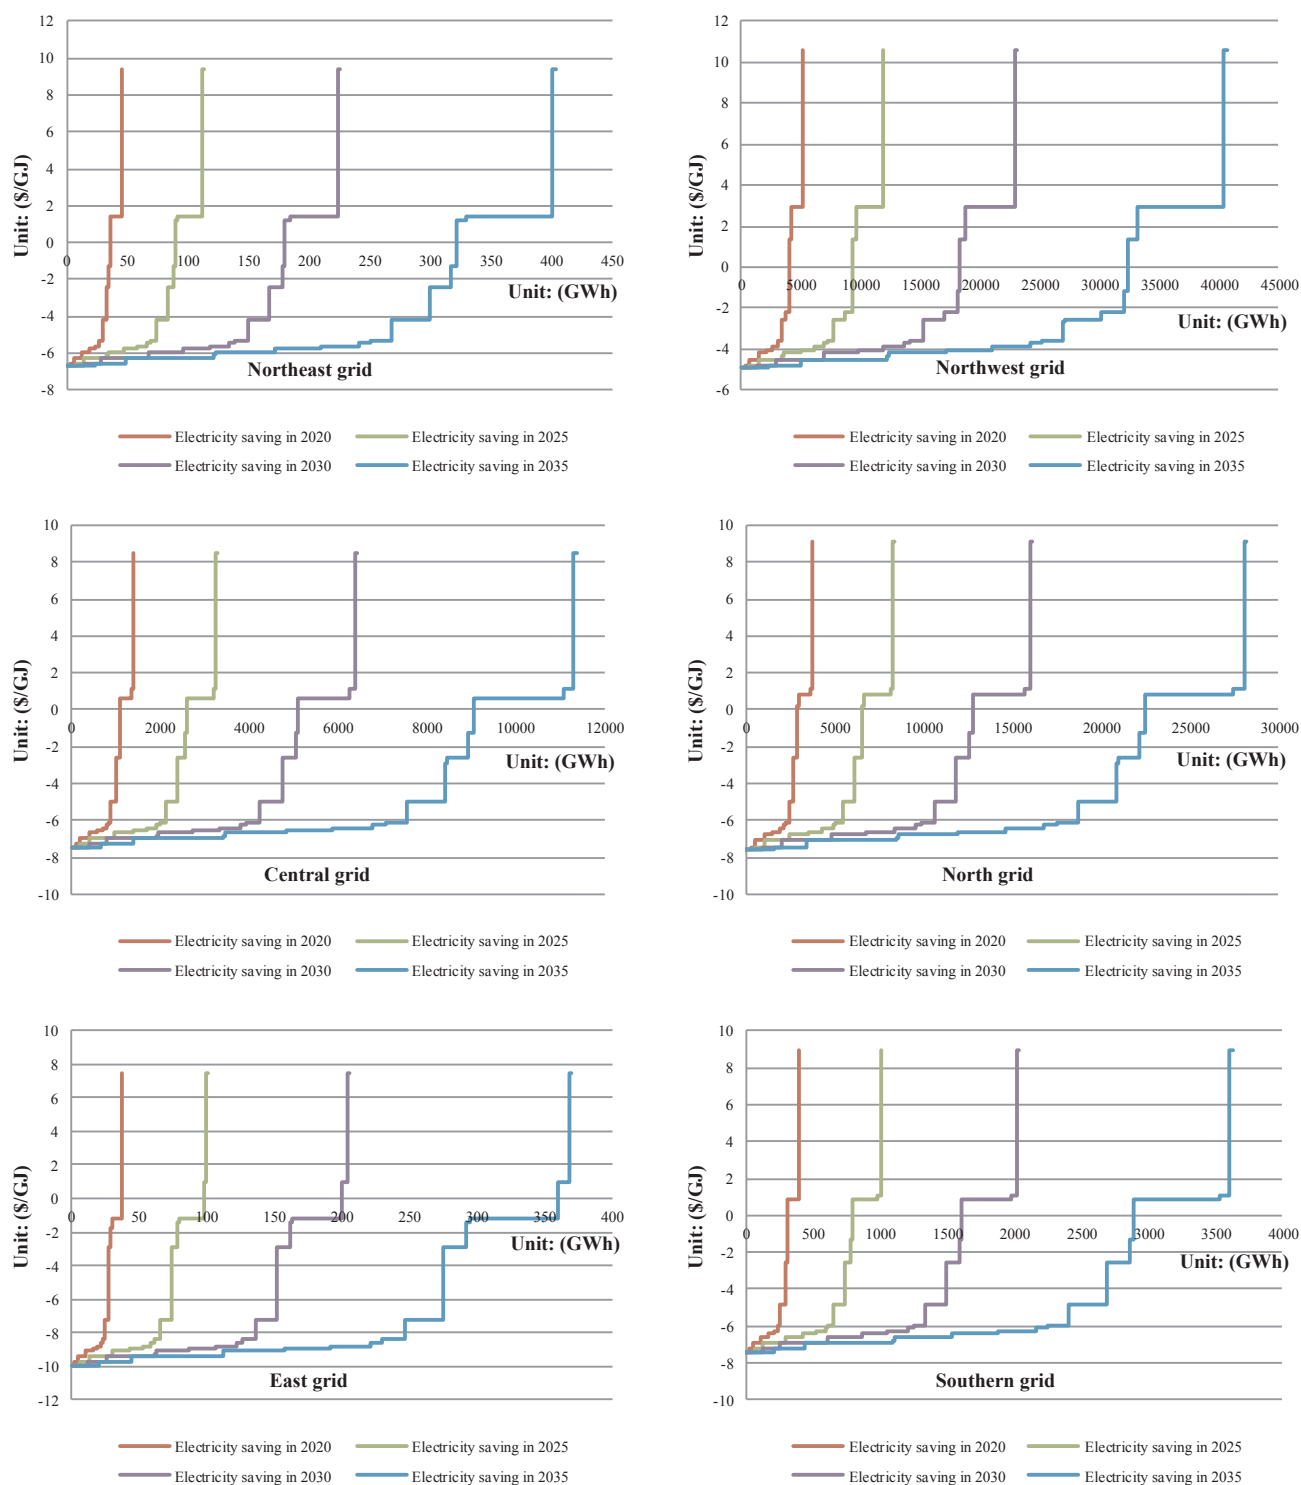 12
10
8
6
4
2
0
-2
-4
-6
-8
0 50 100 150 200 250 300 350 400 450
Unit: ($/GJ)
Unit: (GWh)
Northeast grid
Electricity saving in 2020 Electricity saving in 2025
Electricity saving in 2030 Electricity saving in 2035
12
10
8
6
4
2
0
-2
-4
-6
0 5000 10000 15000 20000 25000 30000 35000 40000 45000
Unit: ($/GJ)
Unit: (GWh)
Northwest grid
Electricity saving in 2020 Electricity saving in 2025
Electricity saving in 2030 Electricity saving in 2035
10
8
6
4
2
0
-2
-4
-6
-8
-10
0 2000 4000 6000 8000 10000 12000
Unit: ($/GJ)
Unit: (GWh)
Central grid
Electricity saving in 2020 Electricity saving in 2025
Electricity saving in 2030 Electricity saving in 2035
10
8
6
4
2
0
-2
-4
-6
-8
-10
0 5000 10000 15000 20000 25000 30000
Unit: ($/GJ)
Unit: (GWh)
North grid
Electricity saving in 2020 Electricity saving in 2025
Electricity saving in 2030 Electricity saving in 2035
10
8
6
4
2
0
-2
-4
-6
-8
-10
-12
0 50 100 150 200 250 300 350 400
Unit: ($/GJ)
Unit: (GWh)
East grid
Electricity saving in 2020 Electricity saving in 2025
Electricity saving in 2030 Electricity saving in 2035
10
8
6
4
2
0
-2
-4
-6
-8
-10
0 500 1000 1500 2000 2500 3000 3500 4000
Unit: ($/GJ)
Unit: (GWh)
Southern grid
Electricity saving in 2020 Electricity saving in 2025
Electricity saving in 2030 Electricity saving in 2035